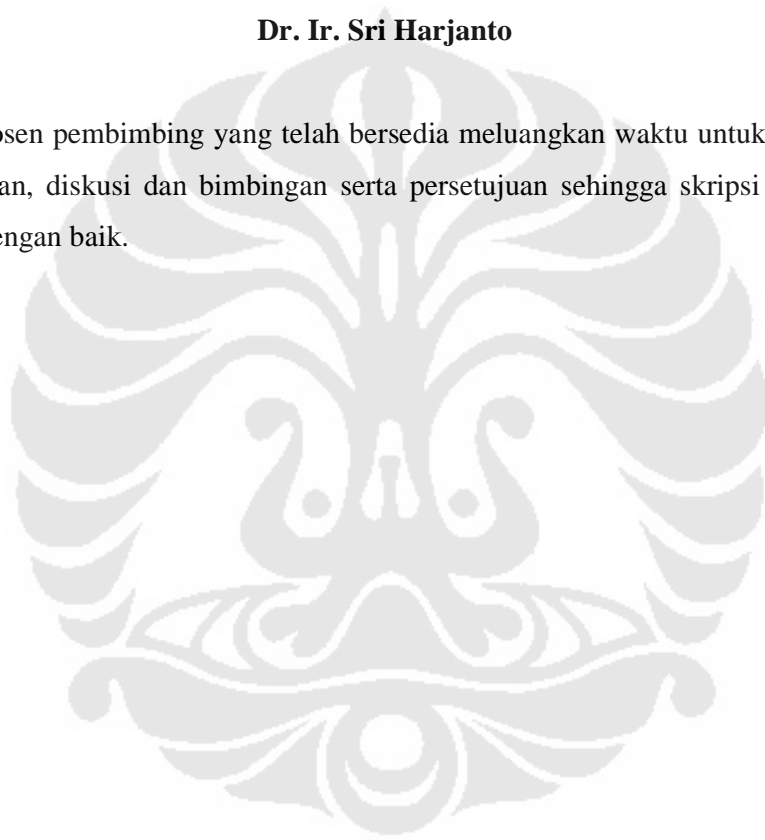 Dr. Ir. Sri Harjanto
osen pembimbing yang telah bersedia meluangkan waktu untuk
an, diskusi dan bimbingan serta persetujuan sehingga skripsi
engan baik.